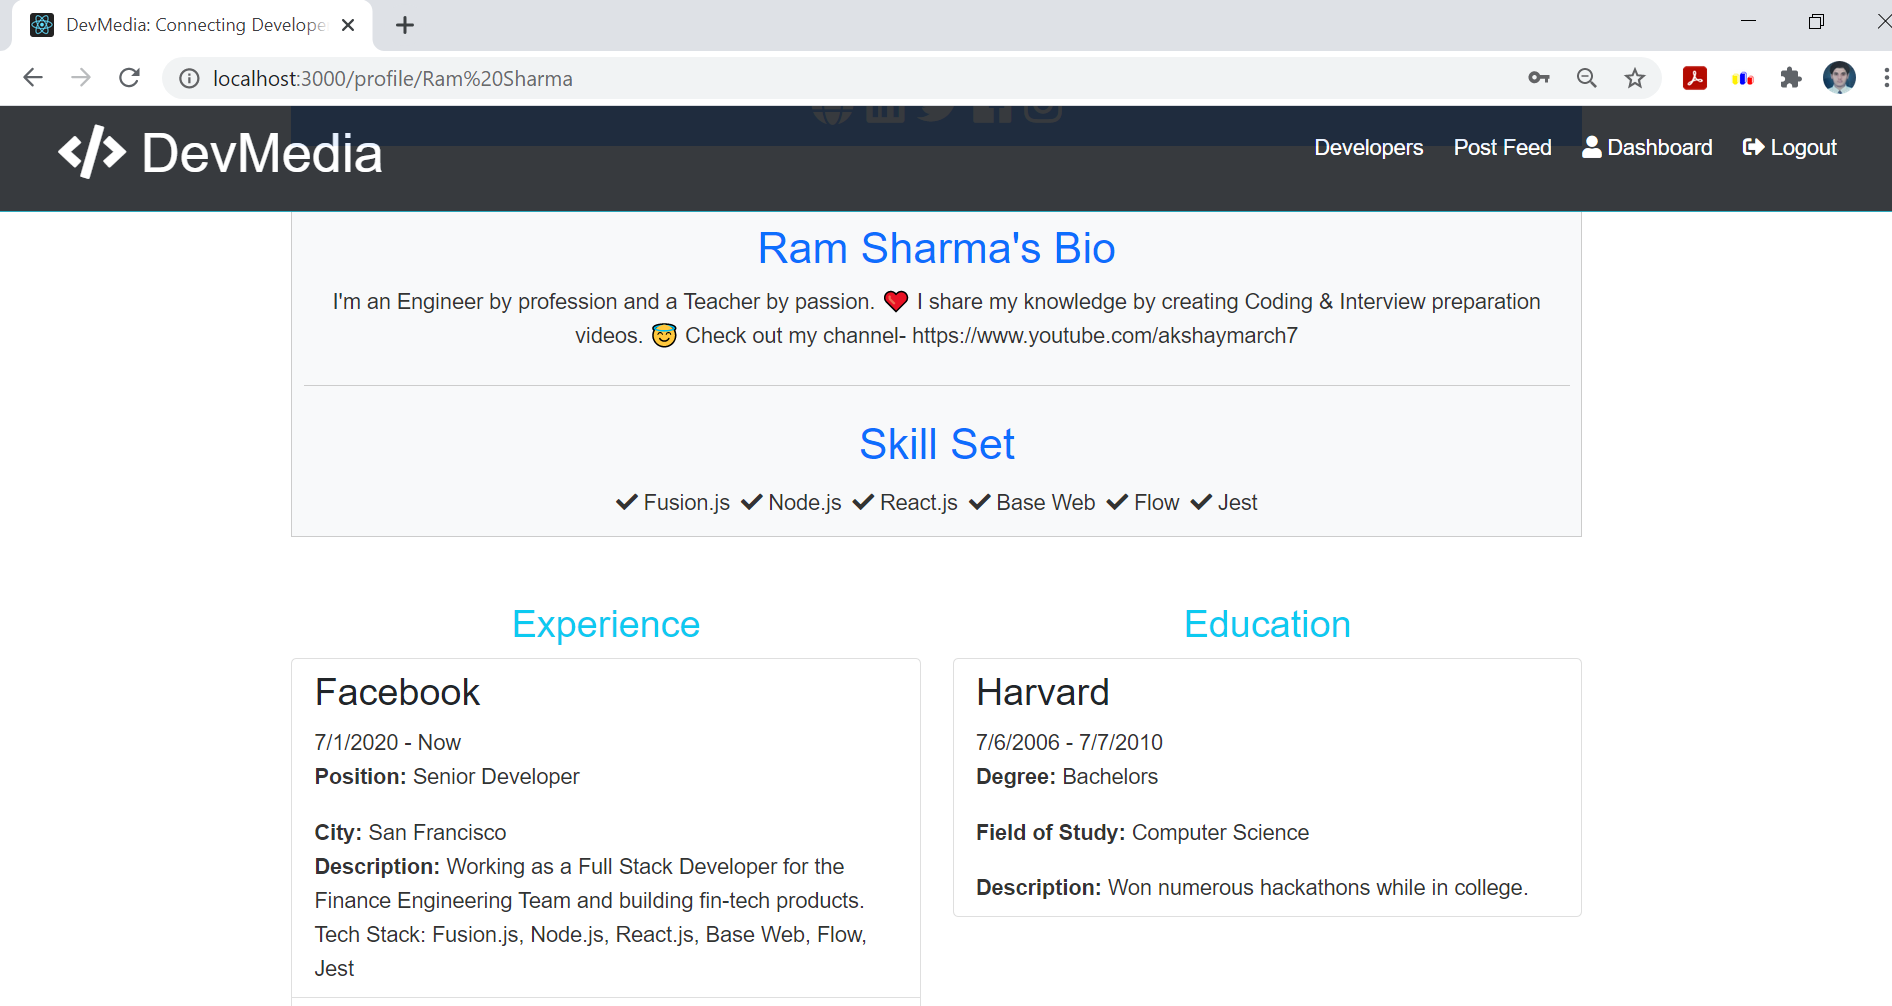 DevMedia: Connecting Develope
localhost:3000/profile/Ram%20Sharma
</> DevMedia
Developers Post Feed Dashboard Logout
Ram Sharma's Bio
I'm an Engineer by profession and a Teacher by passion. ❤️ I share my knowledge by creating Coding & Interview preparation
videos. 😇 Check out my channel- https://www.youtube.com/akshaymarch7
Skill Set
✔ Fusion.js ✔ Node.js ✔ React.js ✔ Base Web ✔ Flow ✔ Jest
Experience
Facebook
7/1/2020 - Now
Position: Senior Developer
City: San Francisco
Description: Working as a Full Stack Developer for the
Finance Engineering Team and building fin-tech products.
Tech Stack: Fusion.js, Node.js, React.js, Base Web, Flow,
Jest
Education
Harvard
7/6/2006 - 7/7/2010
Degree: Bachelors
Field of Study: Computer Science
Description: Won numerous hackathons while in college.